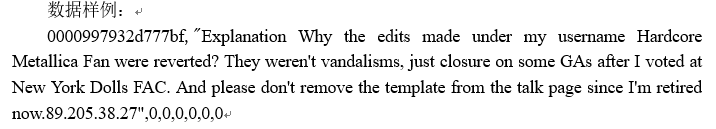 数据样例：
0000997932d777bf, "Explanation Why the edits made under my username Hardcore
Metallica Fan were reverted? They weren't vandalisms, just closure on some GAs after I voted at
New York Dolls FAC. And please don't remove the template from the talk page since I'm retired
now.89.205.38.27",0,0,0,0,0,0